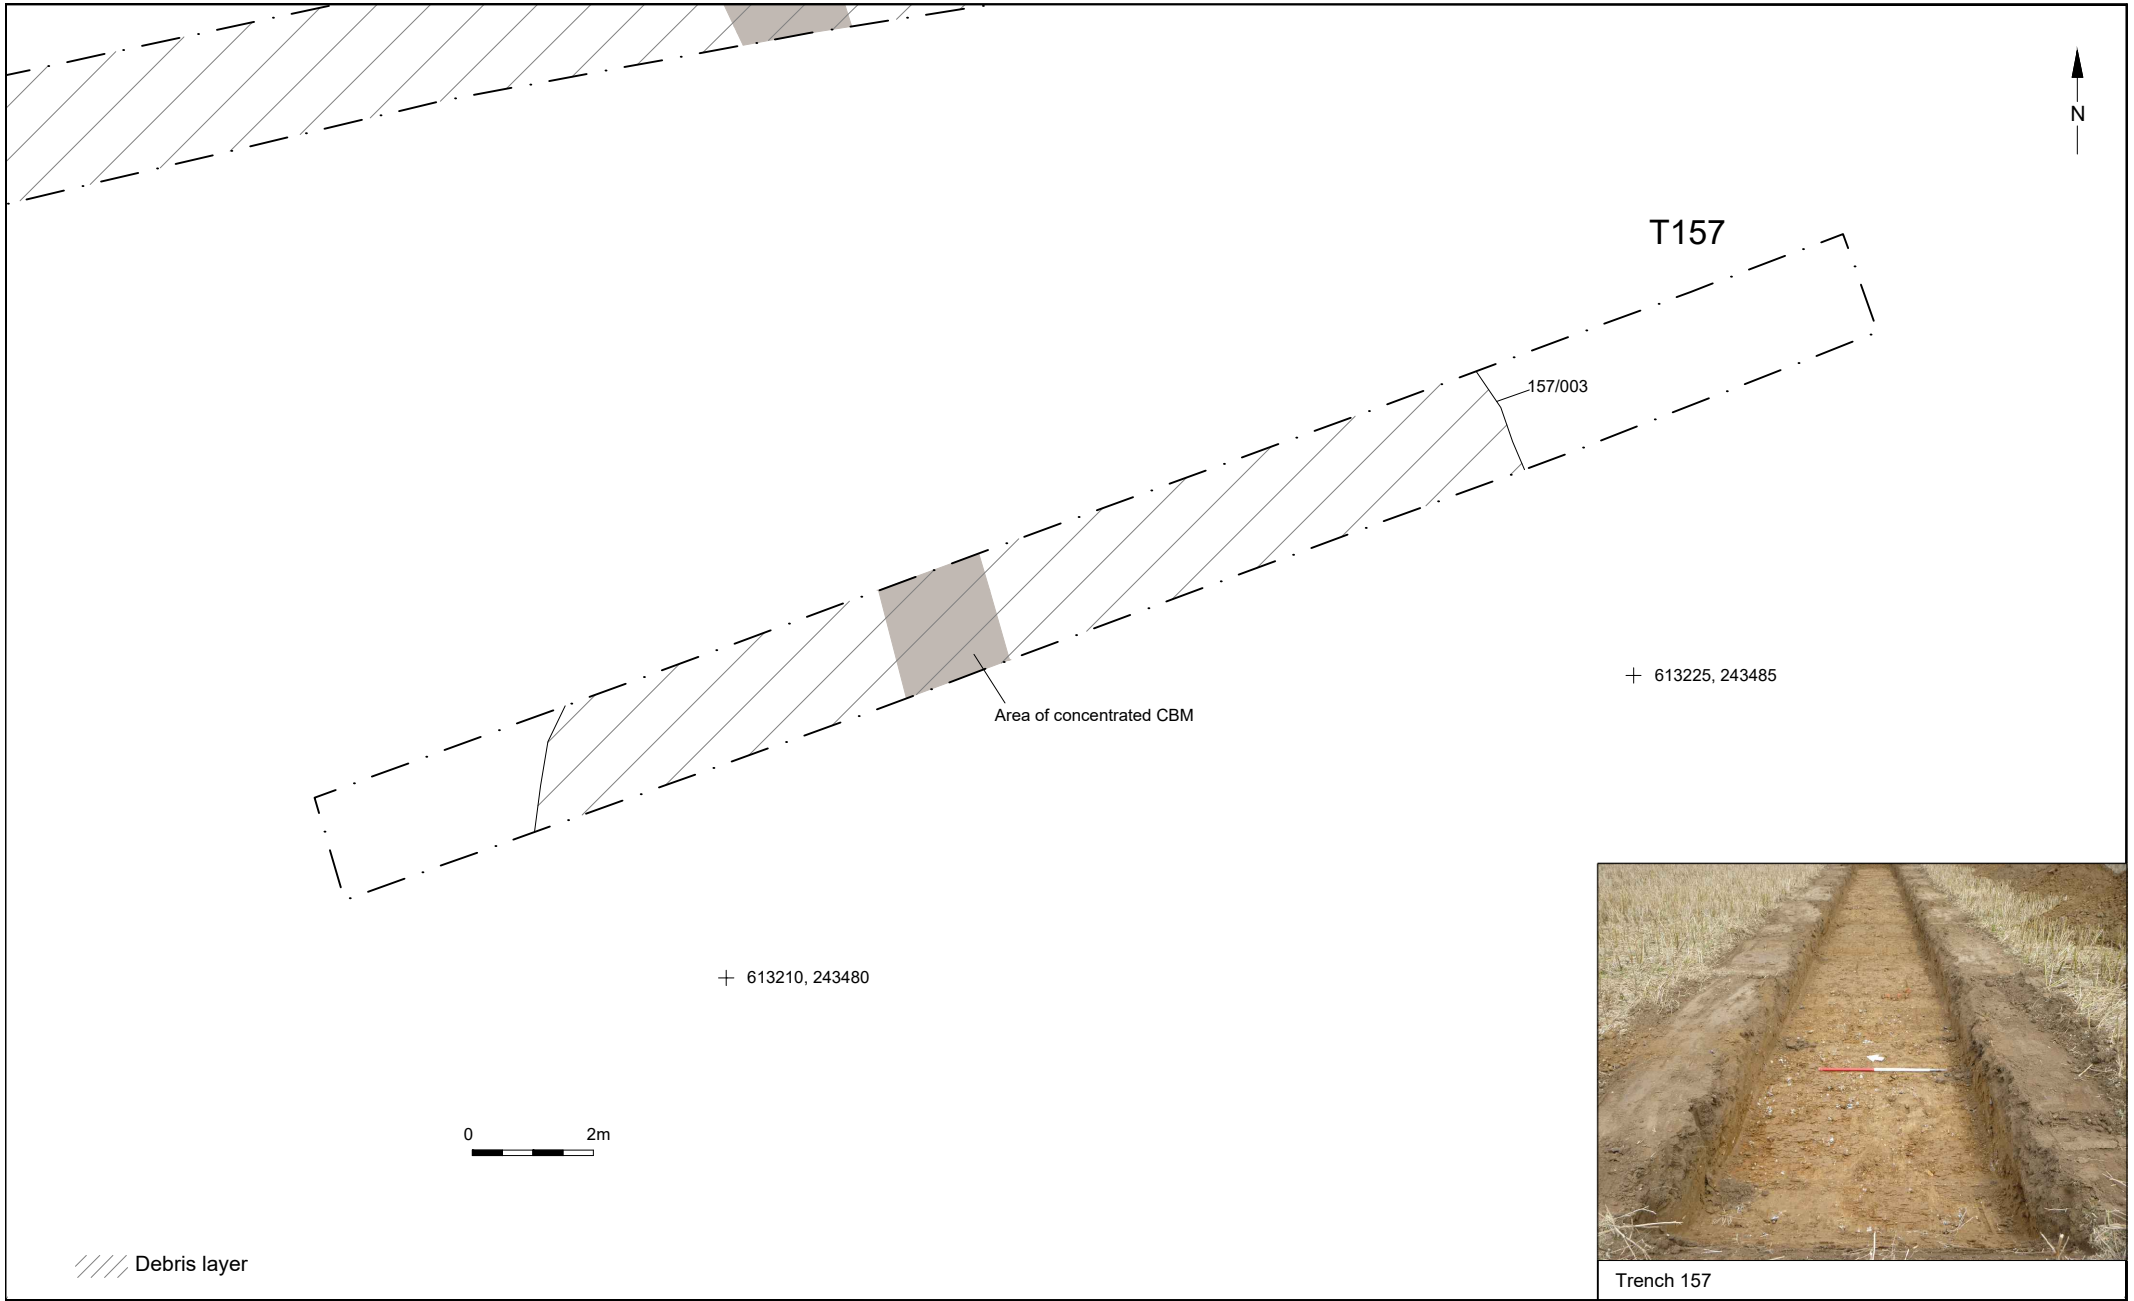 N
T157
157/003
Area of concentrated CBM
613225, 243485
613210, 243480
0 2m
Debris layer
Trench 157